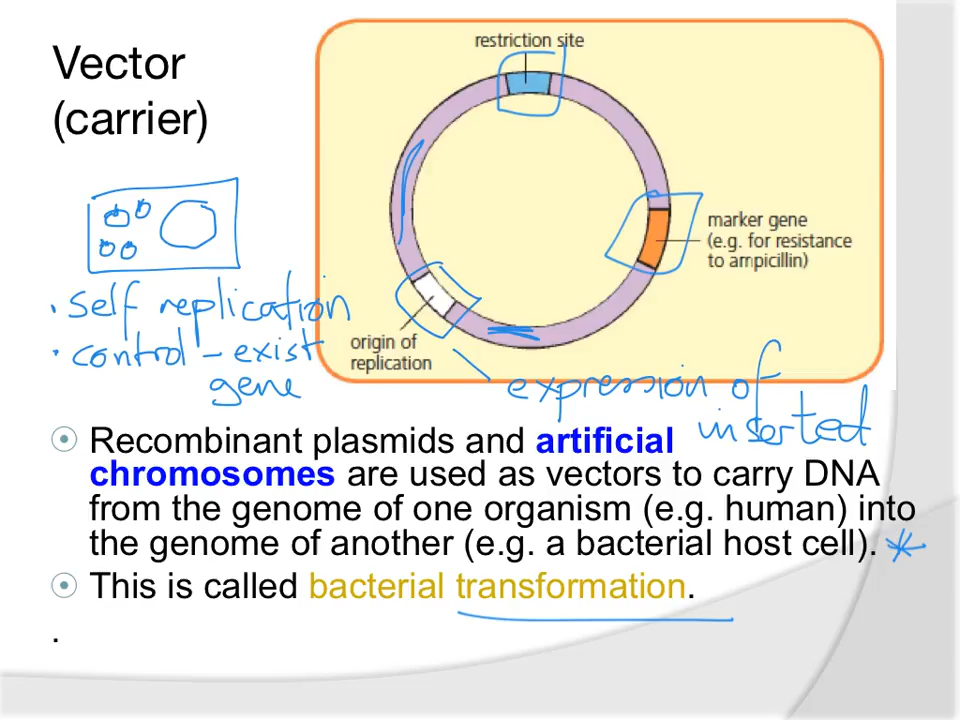 Vector
(carrier)
restriction site
marker gene
(e.g. for resistance
to ampicillin)
origin of
replication
• self replication
• control – exist
gene
expression of
inserted
Recombinant plasmids and artificial
chromosomes are used as vectors to carry DNA
from the genome of one organism (e.g. human) into
the genome of another (e.g. a bacterial host cell). *
This is called bacterial transformation.
.